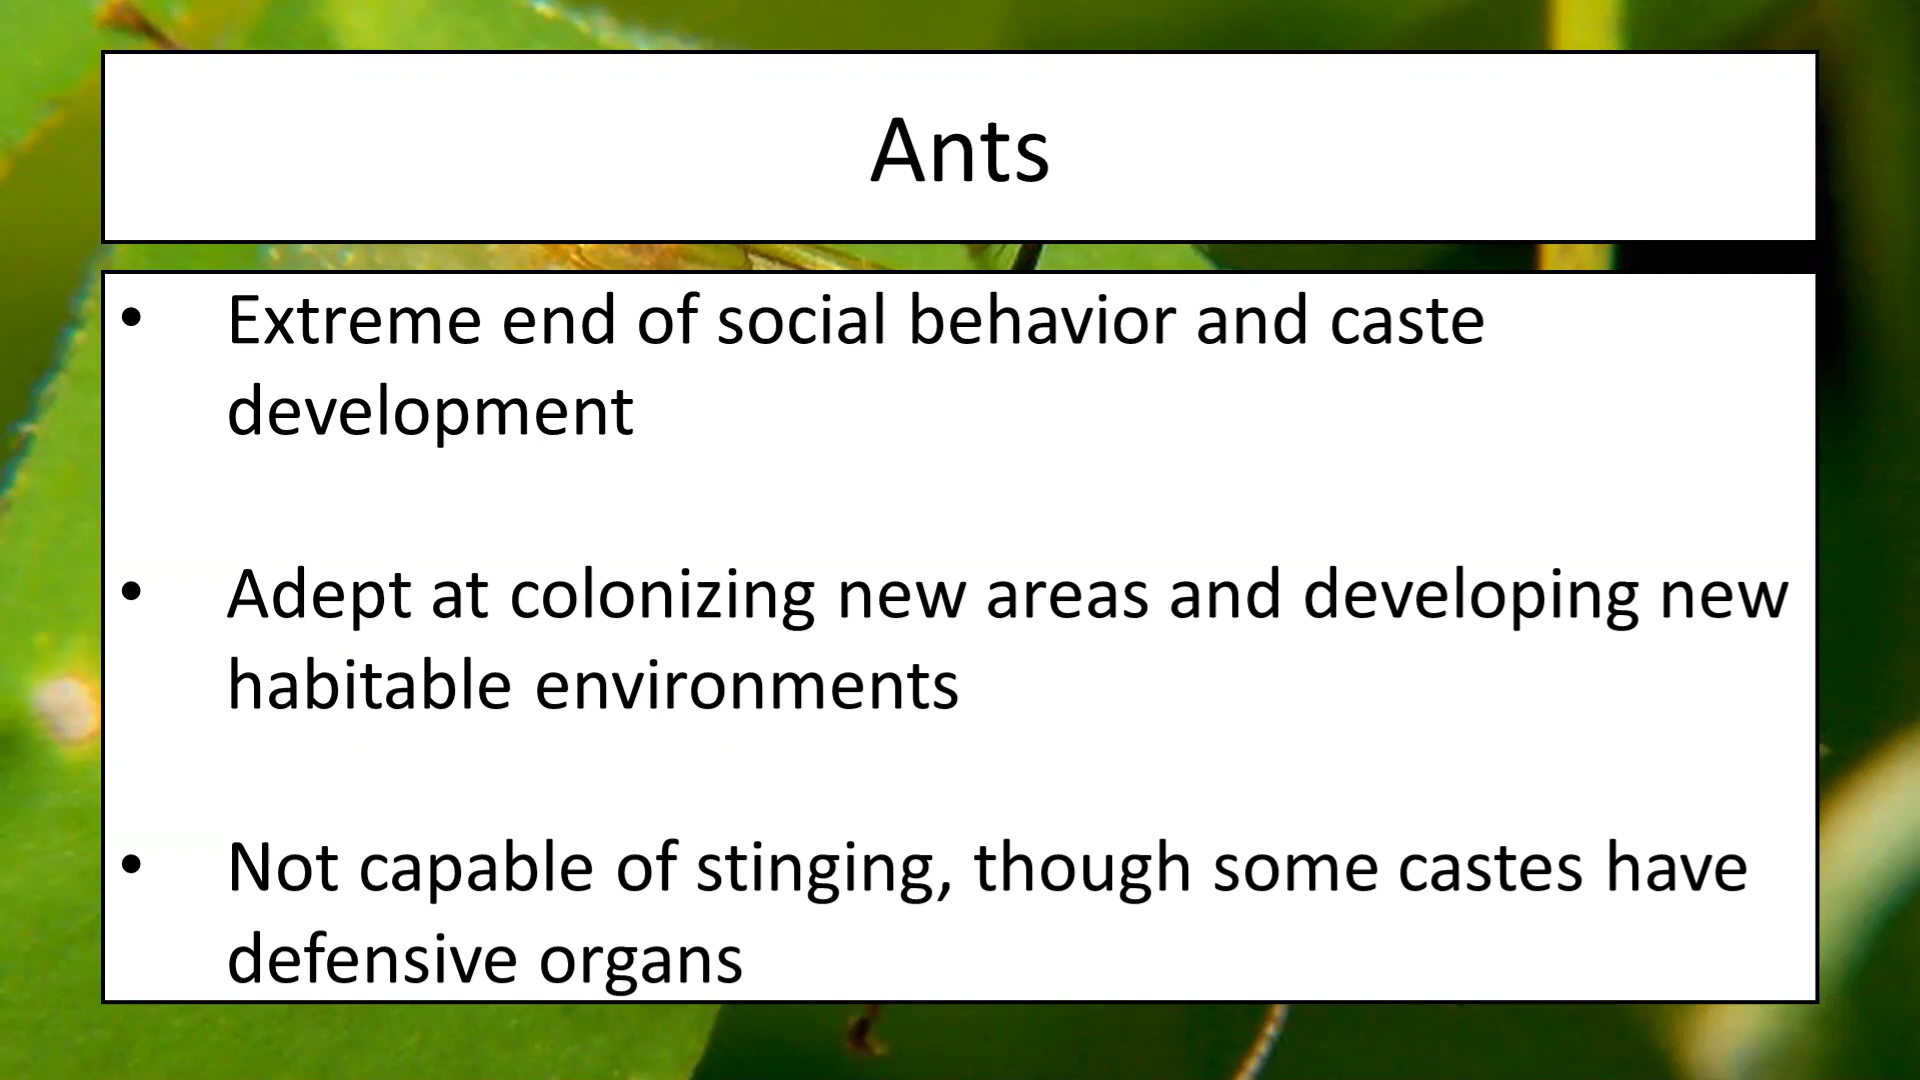 Ants
• Extreme end of social behavior and caste
development
• Adept at colonizing new areas and developing new
habitable environments
• Not capable of stinging, though some castes have
defensive organs